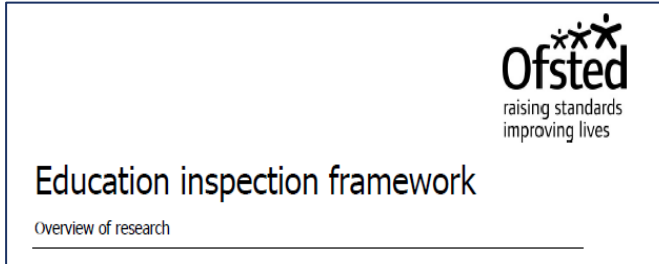 Ofsted
raising standards
improving lives
Education inspection framework
Overview of research